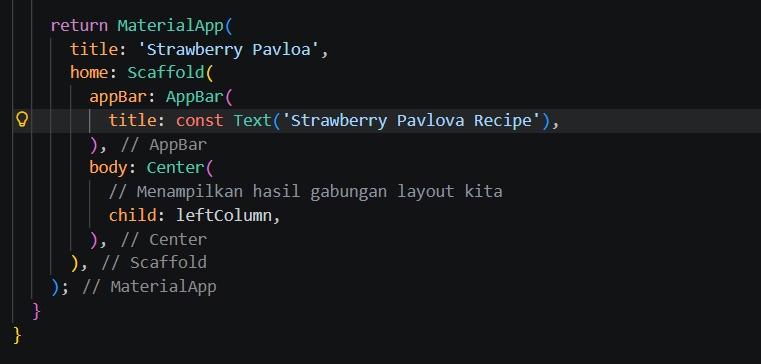 return MaterialApp(
title: 'Strawberry Pavloa',
home: Scaffold(
appBar: AppBar(
title: const Text('Strawberry Pavlova Recipe'),
), // AppBar
body: Center(
// Menampilkan hasil gabungan layout kita
child: leftColumn,
), // Center
), // Scaffold
); // MaterialApp
}
}